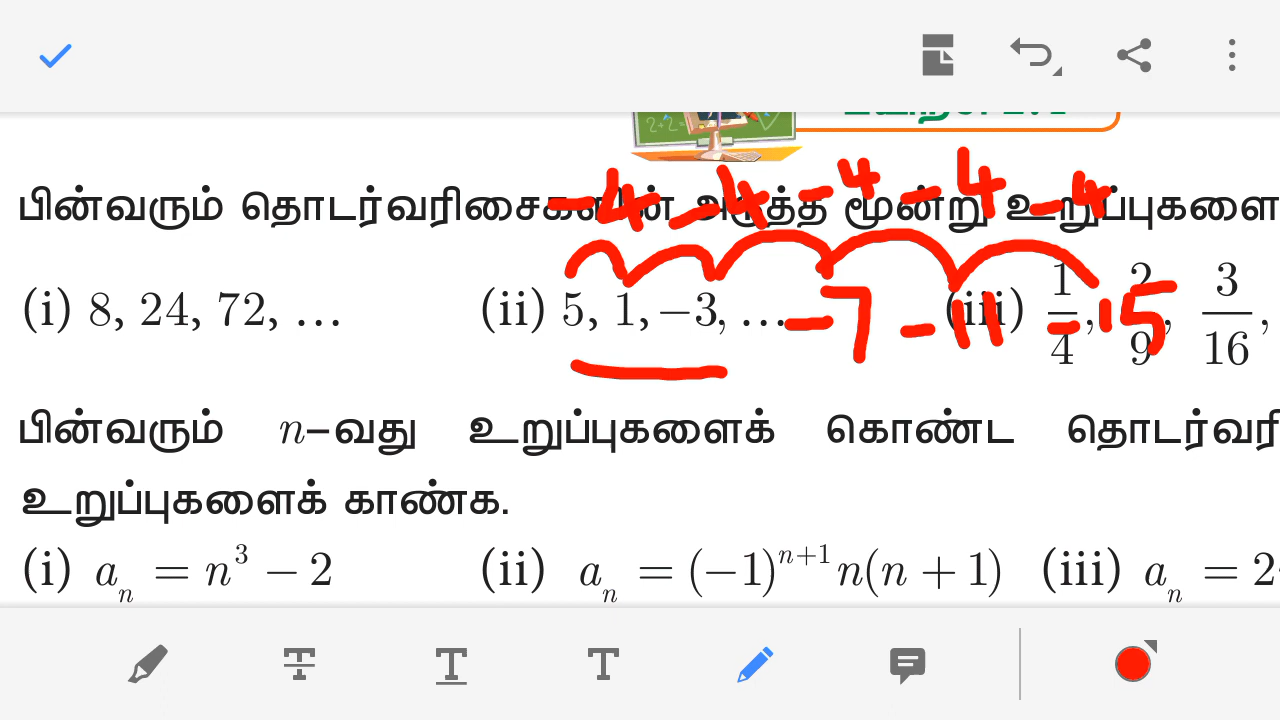 -4 -4 -4 -4 -4
பின்வரும் தொடர்வரிசைகளின் அடுத்த மூன்று உறுப்புகளை
(i) 8, 24, 72, … (ii) 5, 1, −3, … -7 -11 -15 (iii) 1/4, 2/9, 3/16,
பின்வரும் n−வது உறுப்புகளைக் கொண்ட தொடர்வரி
உறுப்புகளைக் காண்க.
(i) aₙ = n³ − 2 (ii) aₙ = (−1)ⁿ⁺¹ n(n + 1) (iii) aₙ = 2
T T T